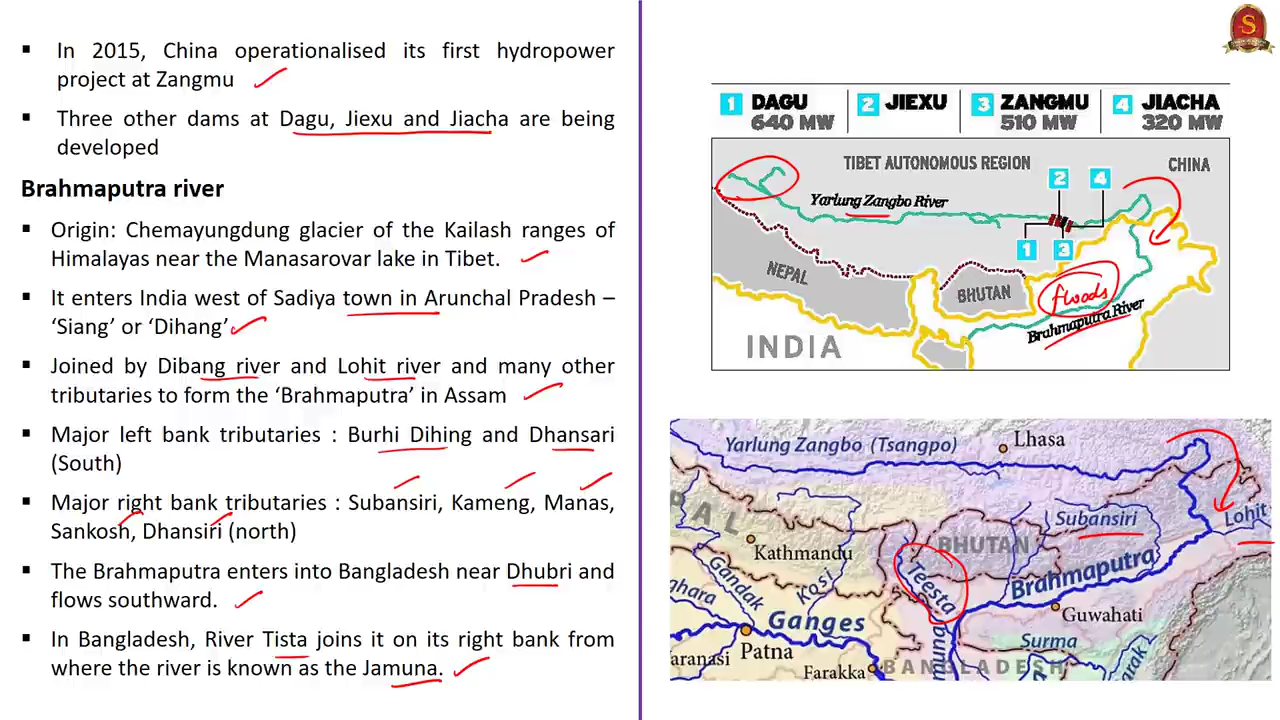 ▪ In 2015, China operationalised its first hydropower
project at Zangmu
▪ Three other dams at Dagu, Jiexu and Jiacha are being
developed
Brahmaputra river
▪ Origin: Chemayungdung glacier of the Kailash ranges of
Himalayas near the Manasarovar lake in Tibet.
▪ It enters India west of Sadiya town in Arunchal Pradesh –
‘Siang’ or ‘Dihang’
▪ Joined by Dibang river and Lohit river and many other
tributaries to form the ‘Brahmaputra’ in Assam
▪ Major left bank tributaries : Burhi Dihing and Dhansari
(South)
▪ Major right bank tributaries : Subansiri, Kameng, Manas,
Sankosh, Dhansiri (north)
▪ The Brahmaputra enters into Bangladesh near Dhubri and
flows southward.
▪ In Bangladesh, River Tista joins it on its right bank from
where the river is known as the Jamuna.
S
1 DAGU 2 JIEXU 3 ZANGMU 4 JIACHA
640 MW 510 MW 320 MW
TIBET AUTONOMOUS REGION CHINA
2 4
Yarlung Zangbo River
1 3
NEPAL
BHUTAN
floods
Brahmaputra River
INDIA
Yarlung Zangbo (Tsangpo) Lhasa
PAL
Subansiri Lohit
Kathmandu BHUTAN
Gandak Kosi Teesta Brahmaputra
Ganges Guwahati
Patna Surma
Farakka BANGLADESH